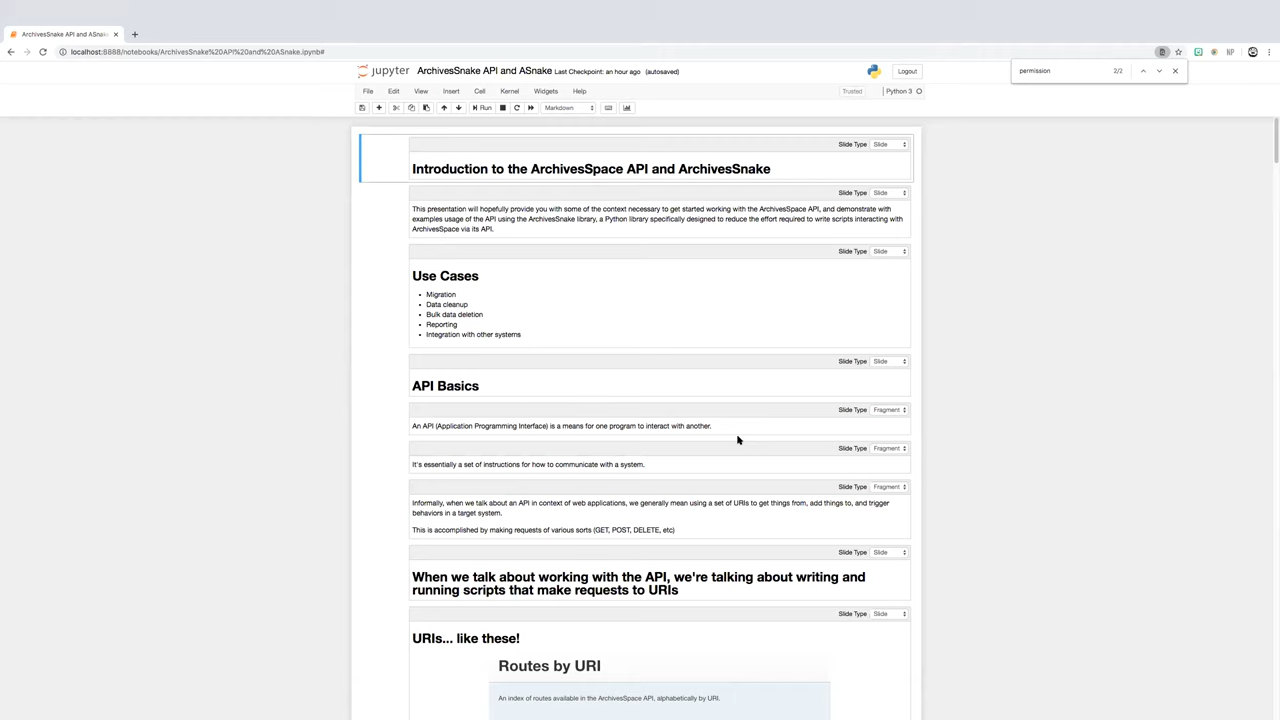 ArchivesSnake API and ASnake
localhost:8888/notebooks/ArchivesSnake%20API%20and%20ASnake.ipynb#
permission 2/2
jupyter ArchivesSnake API and ASnake Last Checkpoint: an hour ago (autosaved)
Logout
File Edit View Insert Cell Kernel Widgets Help
Trusted Python 3
Run Markdown
Slide Type Slide
Introduction to the ArchivesSpace API and ArchivesSnake
Slide Type Slide
This presentation will hopefully provide you with some of the context necessary to get started working with the ArchivesSpace API, and demonstrate with
examples usage of the API using the ArchivesSnake library, a Python library specifically designed to reduce the effort required to write scripts interacting with
ArchivesSpace via its API.
Slide Type Slide
Use Cases
• Migration
• Data cleanup
• Bulk data deletion
• Reporting
• Integration with other systems
Slide Type Slide
API Basics
Slide Type Fragment
An API (Application Programming Interface) is a means for one program to interact with another.
Slide Type Fragment
It's essentially a set of instructions for how to communicate with a system.
Slide Type Fragment
Informally, when we talk about an API in context of web applications, we generally mean using a set of URIs to get things from, add things to, and trigger
behaviors in a target system.
This is accomplished by making requests of various sorts (GET, POST, DELETE, etc)
Slide Type Slide
When we talk about working with the API, we're talking about writing and
running scripts that make requests to URIs
Slide Type Slide
URIs... like these!
Routes by URI
An index of routes available in the ArchivesSpace API, alphabetically by URI.